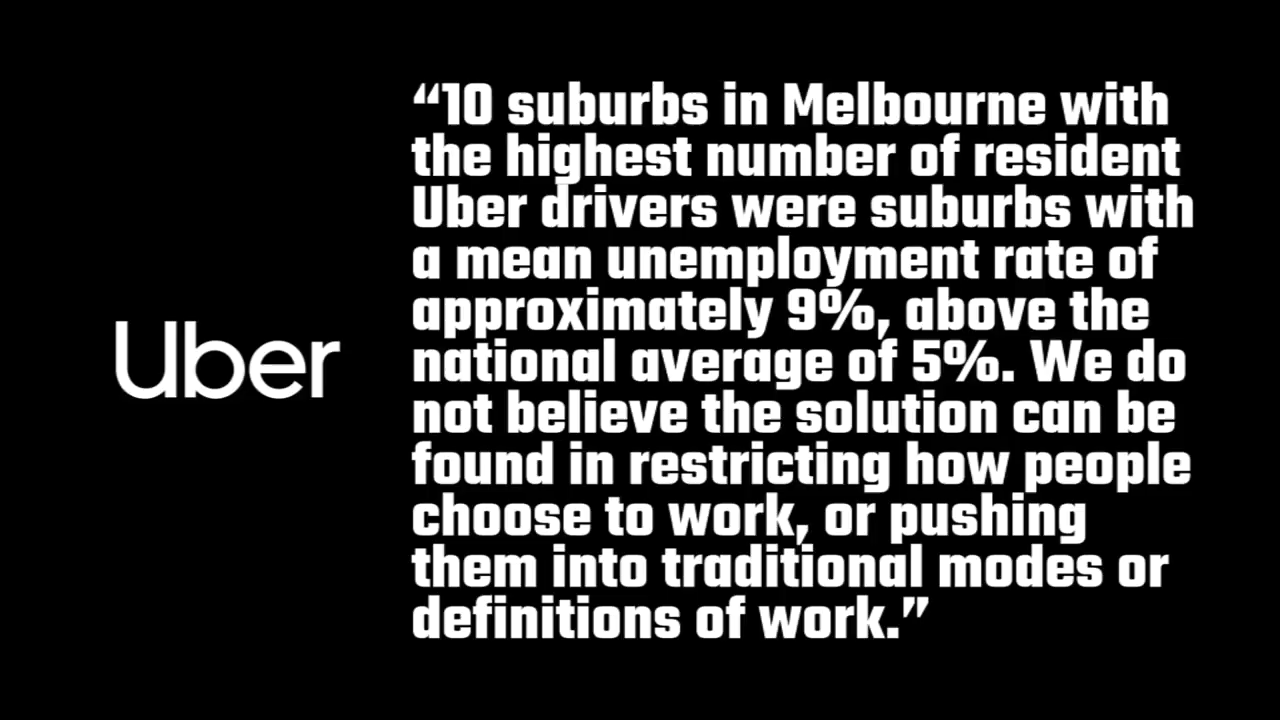 Uber
“10 suburbs in Melbourne with
the highest number of resident
Uber drivers were suburbs with
a mean unemployment rate of
approximately 9%, above the
national average of 5%. We do
not believe the solution can be
found in restricting how people
choose to work, or pushing
them into traditional modes or
definitions of work.”